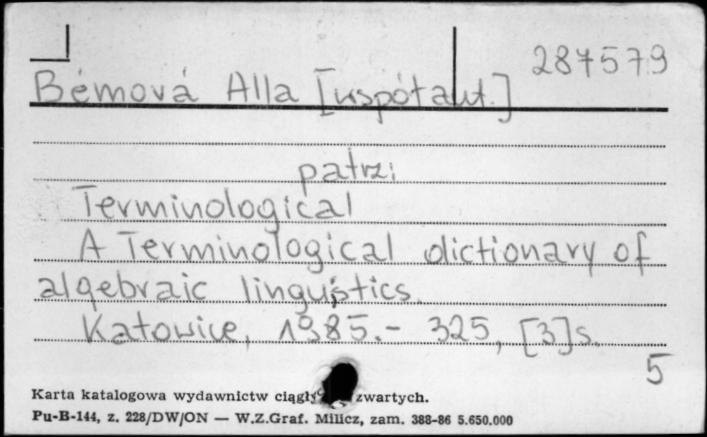 287579
Bémová Alla [współaut.]
patrz:
Terminological
A Terminological dictionary of
algebraic linguistics.
Katowice, 1985.- 325, [3]s.
5
Karta katalogowa wydawnictw zwartych.
Pu-B-144, z. 228/DW/ON — W.Z.Graf. Milicz, zam. 388-86 5.650.000